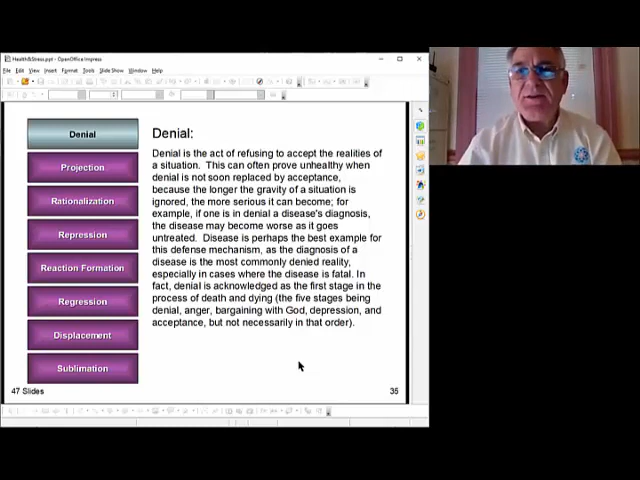 Health&Stress.ppt - OpenOffice Impress
File Edit View Insert Format Tools Slide Show Window Help
Denial
Projection
Rationalization
Repression
Reaction Formation
Regression
Displacement
Sublimation
Denial:
Denial is the act of refusing to accept the realities of
a situation. This can often prove unhealthy when
denial is not soon replaced by acceptance,
because the longer the gravity of a situation is
ignored, the more serious it can become; for
example, if one is in denial a disease's diagnosis,
the disease may become worse as it goes
untreated. Disease is perhaps the best example for
this defense mechanism, as the diagnosis of a
disease is the most commonly denied reality,
especially in cases where the disease is fatal. In
fact, denial is acknowledged as the first stage in the
process of death and dying (the five stages being
denial, anger, bargaining with God, depression, and
acceptance, but not necessarily in that order).
47 Slides
35